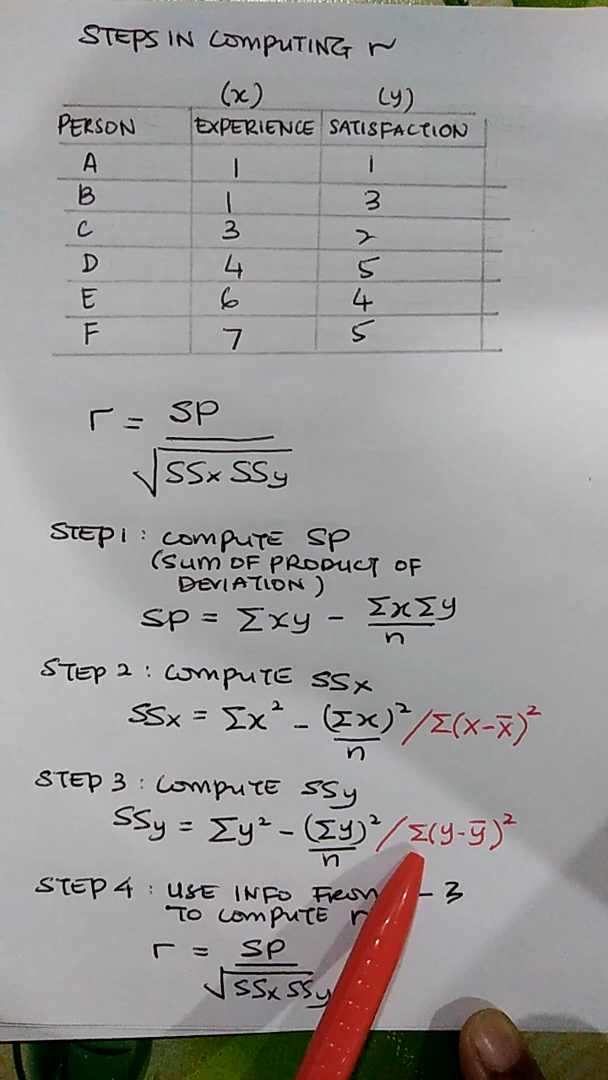 STEPS IN COMPUTING r
(x) (y)
PERSON EXPERIENCE SATISFACTION
A 1 1
B 1 3
C 3 2
D 4 5
E 6 4
F 7 5
r = SP
√SSx SSy
STEP 1 : COMPUTE SP
(SUM OF PRODUCT OF
DEVIATION)
SP = Σxy - ΣxΣy
n
STEP 2 : COMPUTE SSx
SSx = Σx² - (Σx)² / Σ(x-x̄)²
n
STEP 3 : COMPUTE SSy
SSy = Σy² - (Σy)² / Σ(y-ȳ)²
n
STEP 4 : USE INFO FROM - 3
TO COMPUTE r
r = SP
√SSx SSy